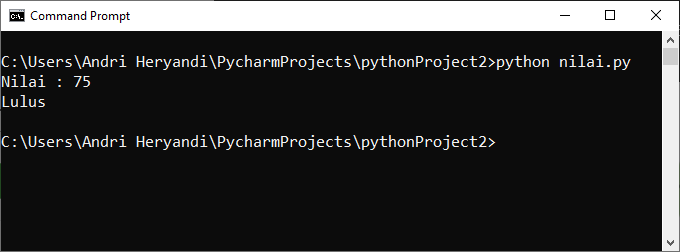 Command Prompt
C:\Users\Andri Heryandi\PycharmProjects\pythonProject2>python nilai.py
Nilai : 75
Lulus
C:\Users\Andri Heryandi\PycharmProjects\pythonProject2>